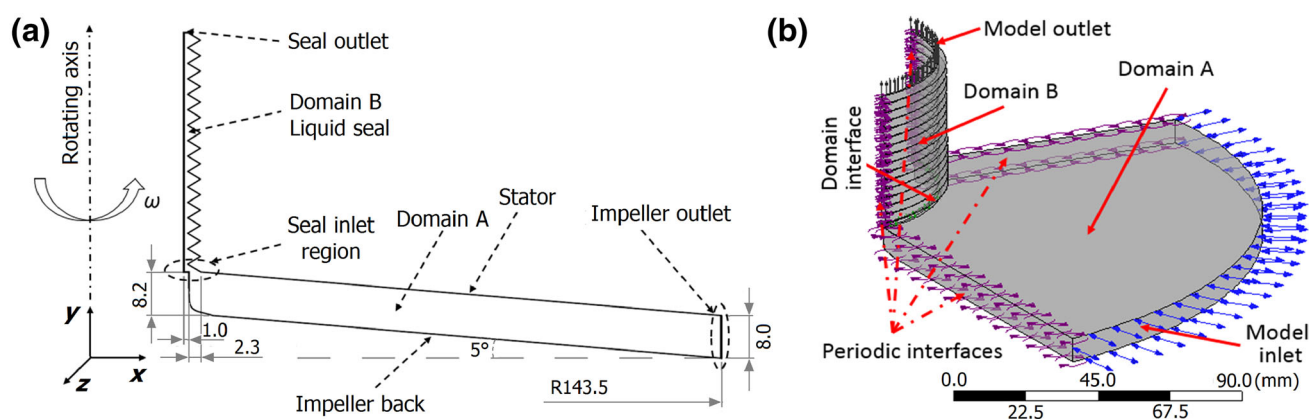 (a)
Rotating axis
ω
y
z
x
Seal outlet
Domain B
Liquid seal
Seal inlet
region
Domain A
Stator
Impeller outlet
8.2
1.0
2.3
5°
8.0
R143.5
Impeller back
(b)
Model outlet
Domain A
Domain B
Domain
interface
Periodic interfaces
Model
inlet
0.0
45.0
90.0 (mm)
22.5
67.5